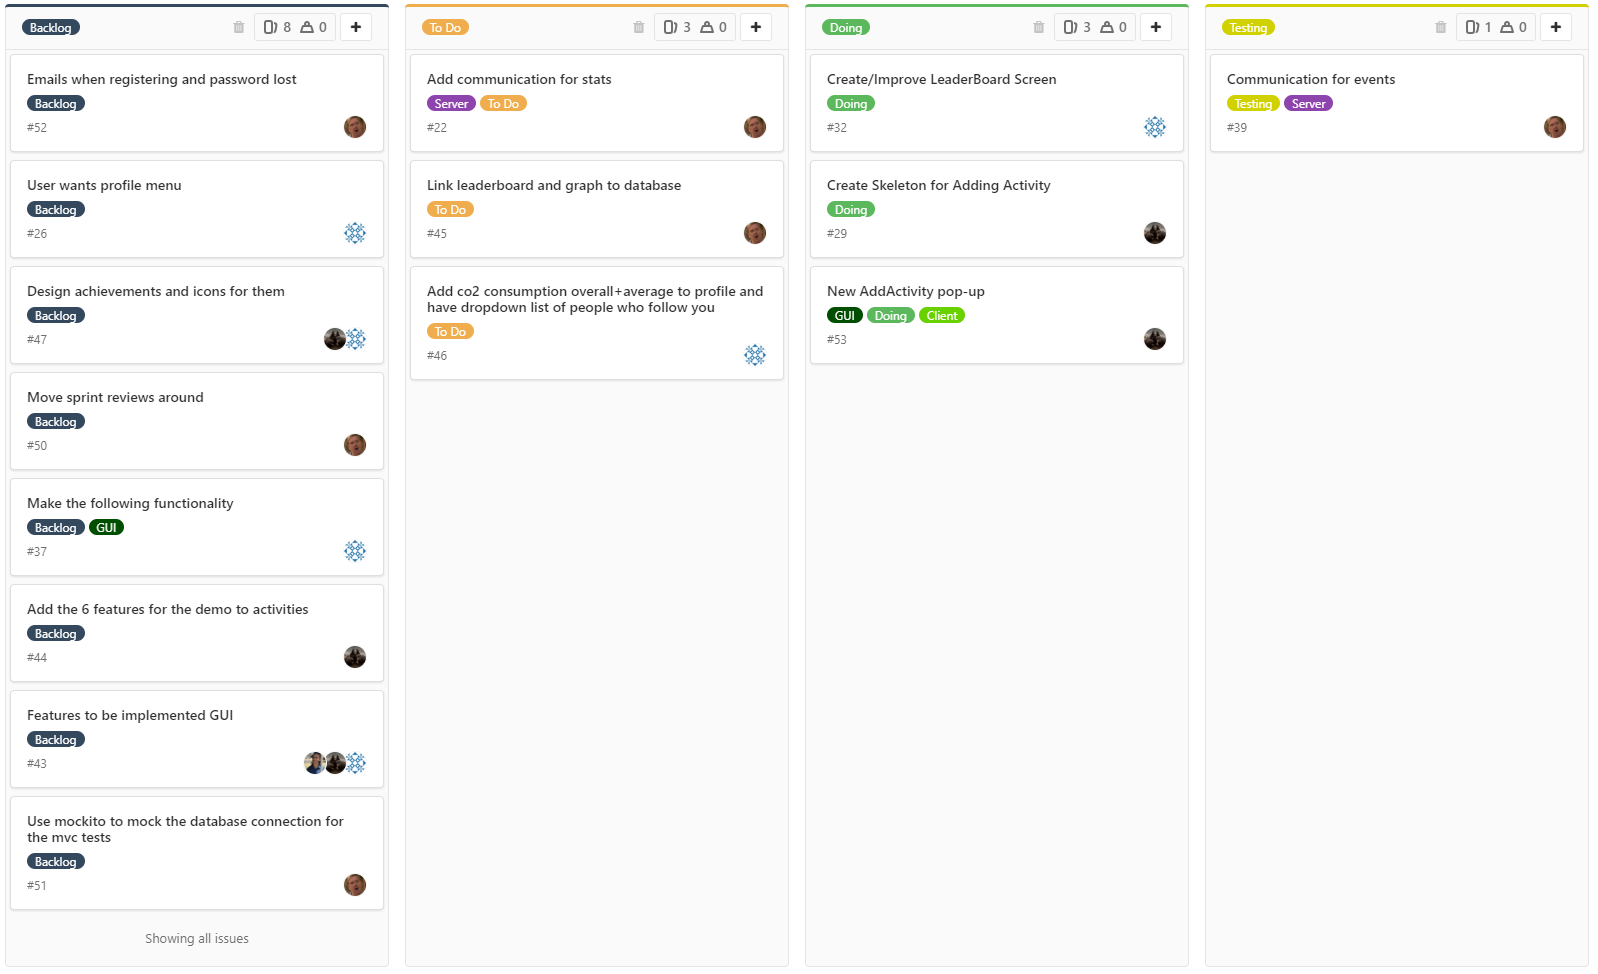 Backlog 8 0
Emails when registering and password lost
Backlog
#52
User wants profile menu
Backlog
#26
Design achievements and icons for them
Backlog
#47
Move sprint reviews around
Backlog
#50
Make the following functionality
Backlog GUI
#37
Add the 6 features for the demo to activities
Backlog
#44
Features to be implemented GUI
Backlog
#43
Use mockito to mock the database connection for
the mvc tests
Backlog
#51
Showing all issues
To Do 3 0
Add communication for stats
Server To Do
#22
Link leaderboard and graph to database
To Do
#45
Add co2 consumption overall+average to profile and
have dropdown list of people who follow you
To Do
#46
Doing 3 0
Create/Improve LeaderBoard Screen
Doing
#32
Create Skeleton for Adding Activity
Doing
#29
New AddActivity pop-up
GUI Doing Client
#53
Testing 1 0
Communication for events
Testing Server
#39